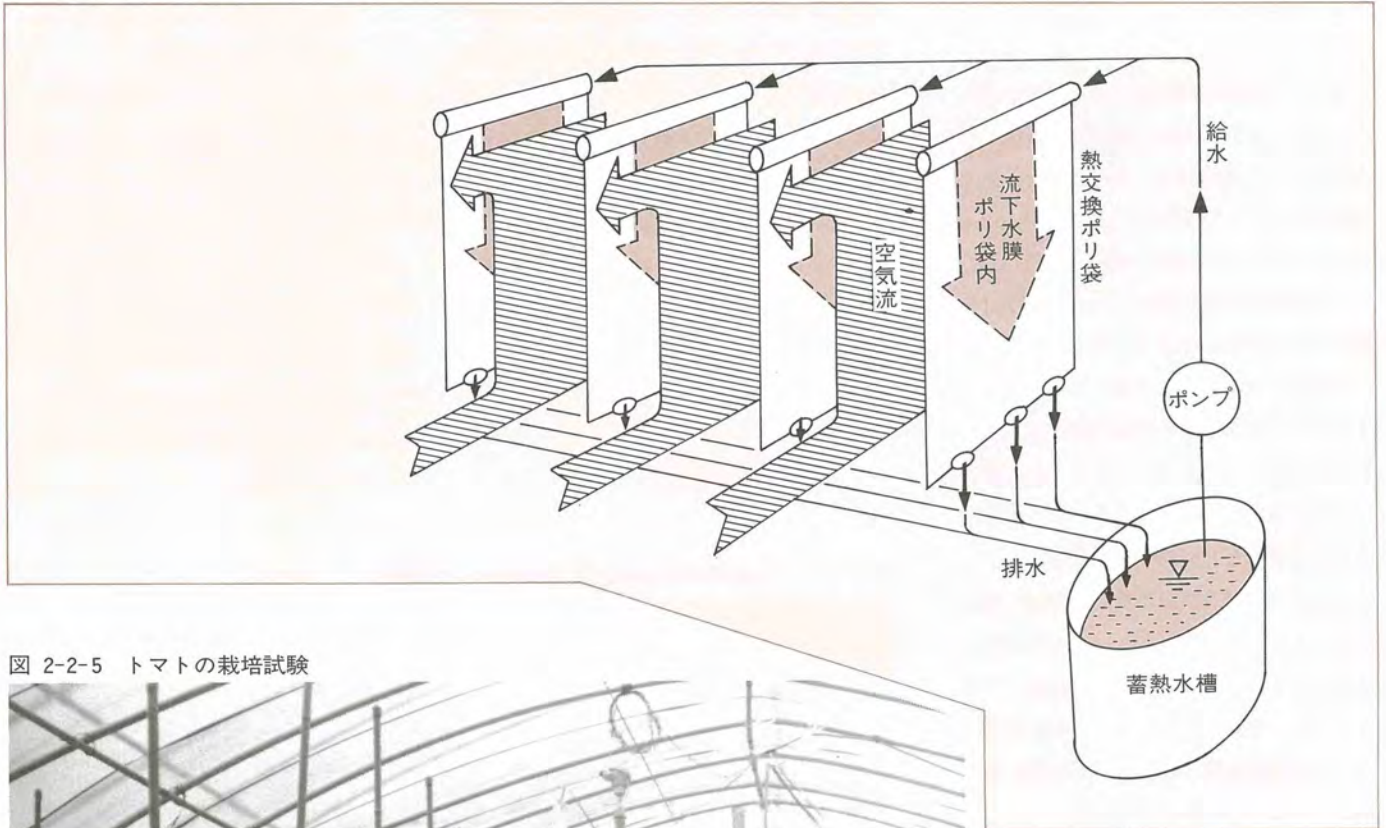 給水
熱交換ポリ袋
流下水膜
ポリ袋内
空気流
ポンプ
排水
蓄熱水槽
図 2-2-5 トマトの栽培試験